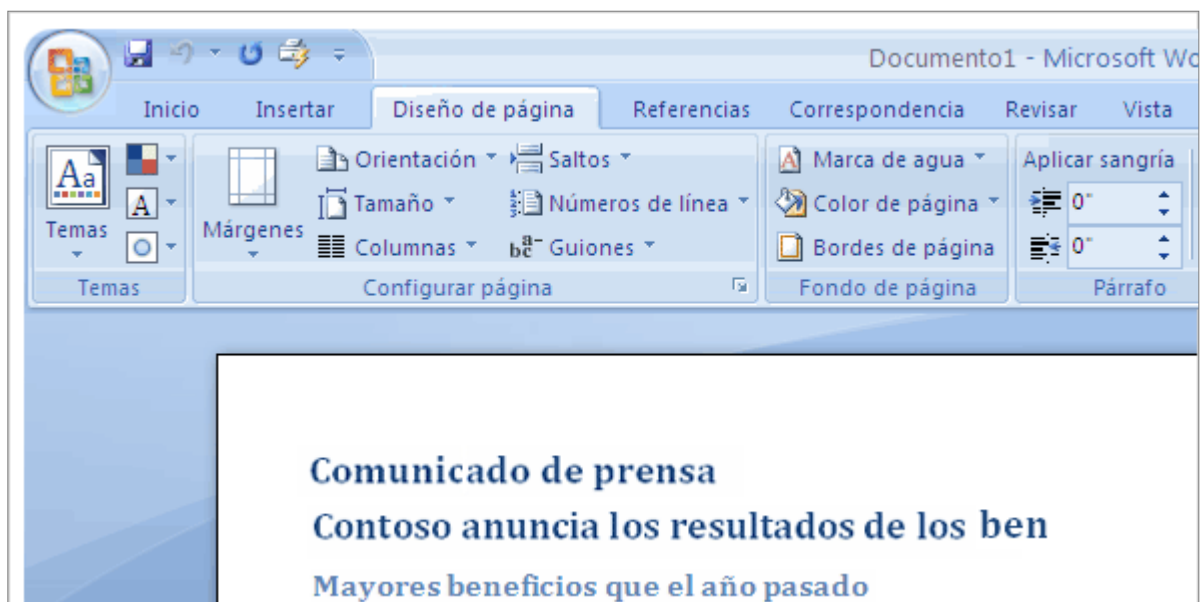 Documento1 - Microsoft Wo
Inicio Insertar Diseño de página Referencias Correspondencia Revisar Vista
Aa Orientación Saltos Marca de agua Aplicar sangría
A Tamaño Números de línea Color de página 0"
Temas Márgenes Columnas Guiones Bordes de página 0"
Temas Configurar página Fondo de página Párrafo
Comunicado de prensa
Contoso anuncia los resultados de los ben
Mayores beneficios que el año pasado